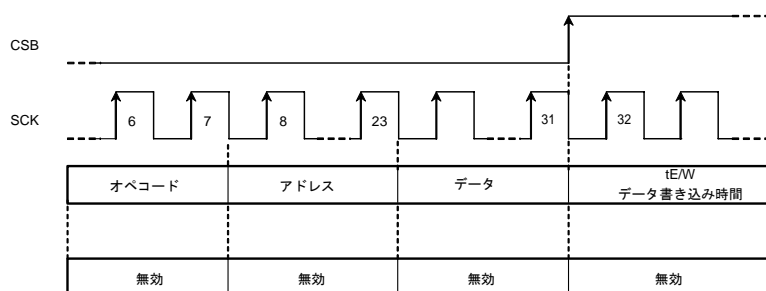 CSB
SCK
6 7 8 23 31 32
オペコード アドレス データ tE/W
データ書き込み時間
無効 無効 無効 無効